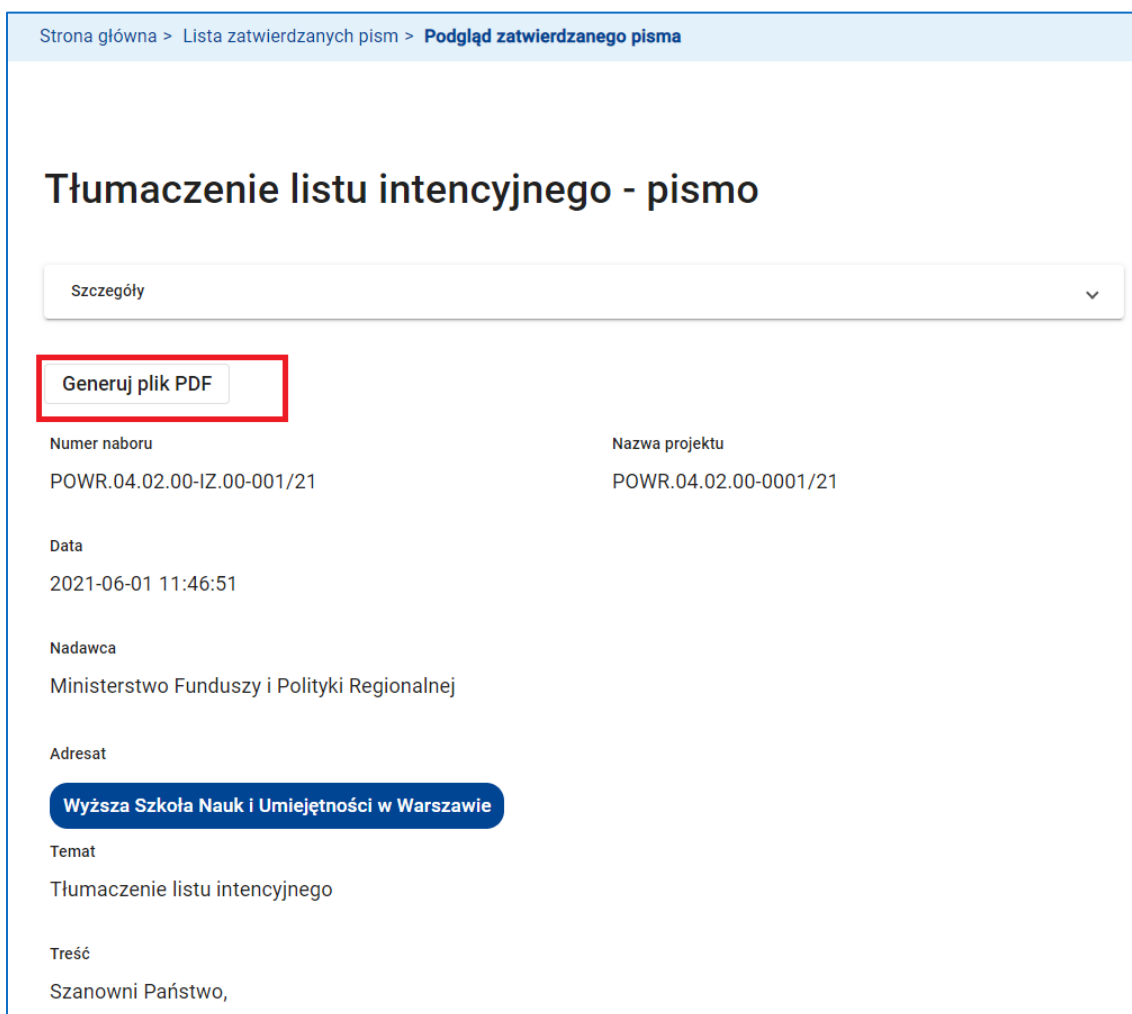 Strona główna > Lista zatwierdzanych pism > Podgląd zatwierdzanego pisma
Tłumaczenie listu intencyjnego - pismo
Szczegóły
Generuj plik PDF
Numer naboru
POWR.04.02.00-IZ.00-001/21
Nazwa projektu
POWR.04.02.00-0001/21
Data
2021-06-01 11:46:51
Nadawca
Ministerstwo Funduszy i Polityki Regionalnej
Adresat
Wyższa Szkoła Nauk i Umiejętności w Warszawie
Temat
Tłumaczenie listu intencyjnego
Treść
Szanowni Państwo,